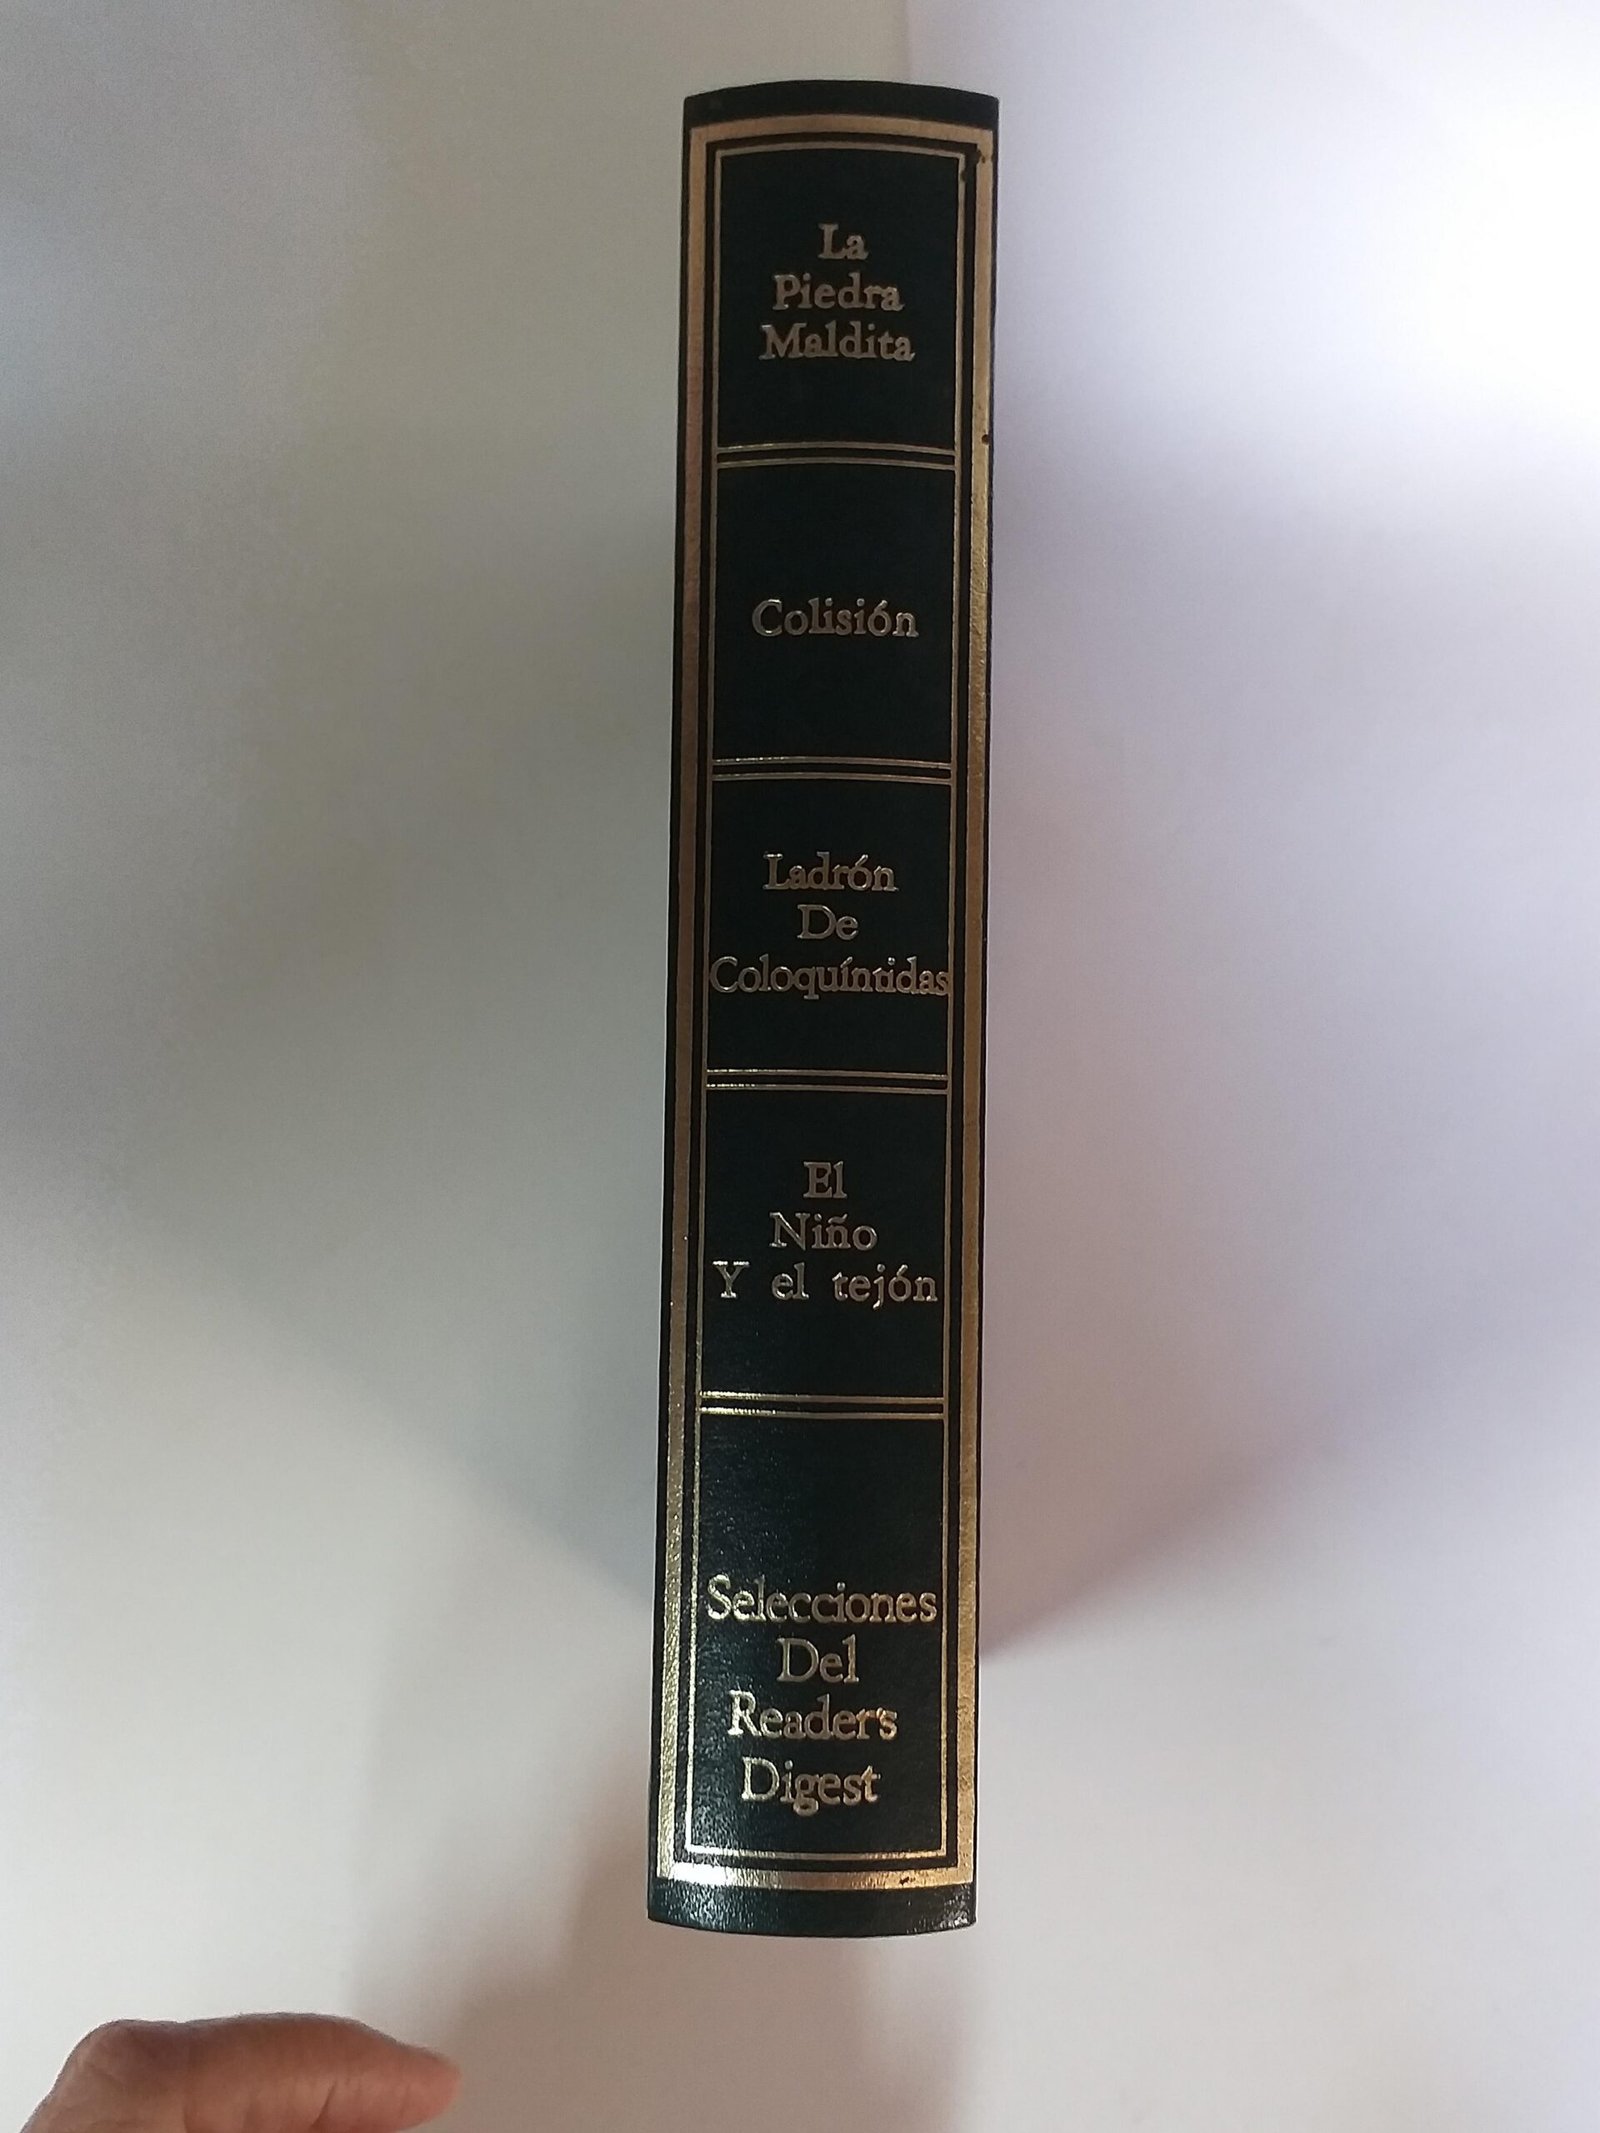 La
Piedra
Maldita
Colisión
Ladrón
De
Coloquíntidas
El
Niño
Y el tejón
Selecciones
Del
Reader's
Digest